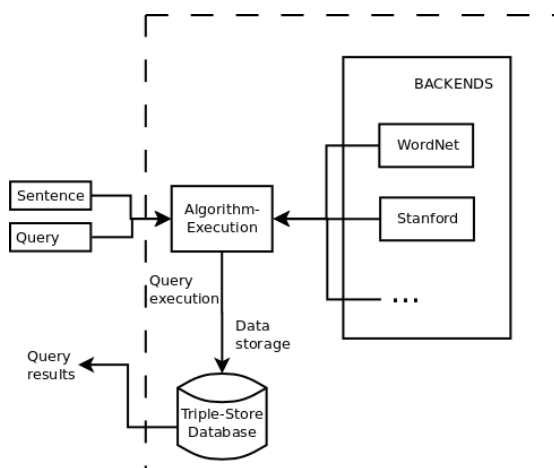 BACKENDS
WordNet
Sentence
Algorithm-
Execution
Stanford
Query
Query
execution
...
Data
storage
Query
results
Triple-Store
Database